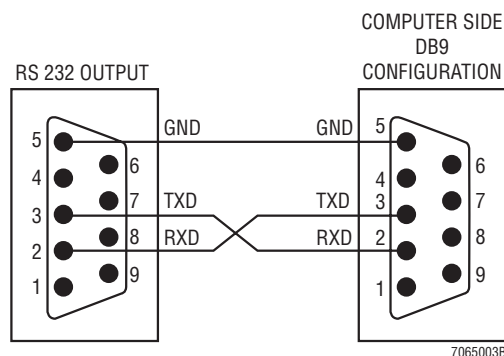 COMPUTER SIDE
DB9
CONFIGURATION
RS 232 OUTPUT
5
GND
GND
5
4
6
4
6
3
7
TXD
TXD
3
7
2
8
RXD
RXD
2
8
1
9
1
9
7065003B